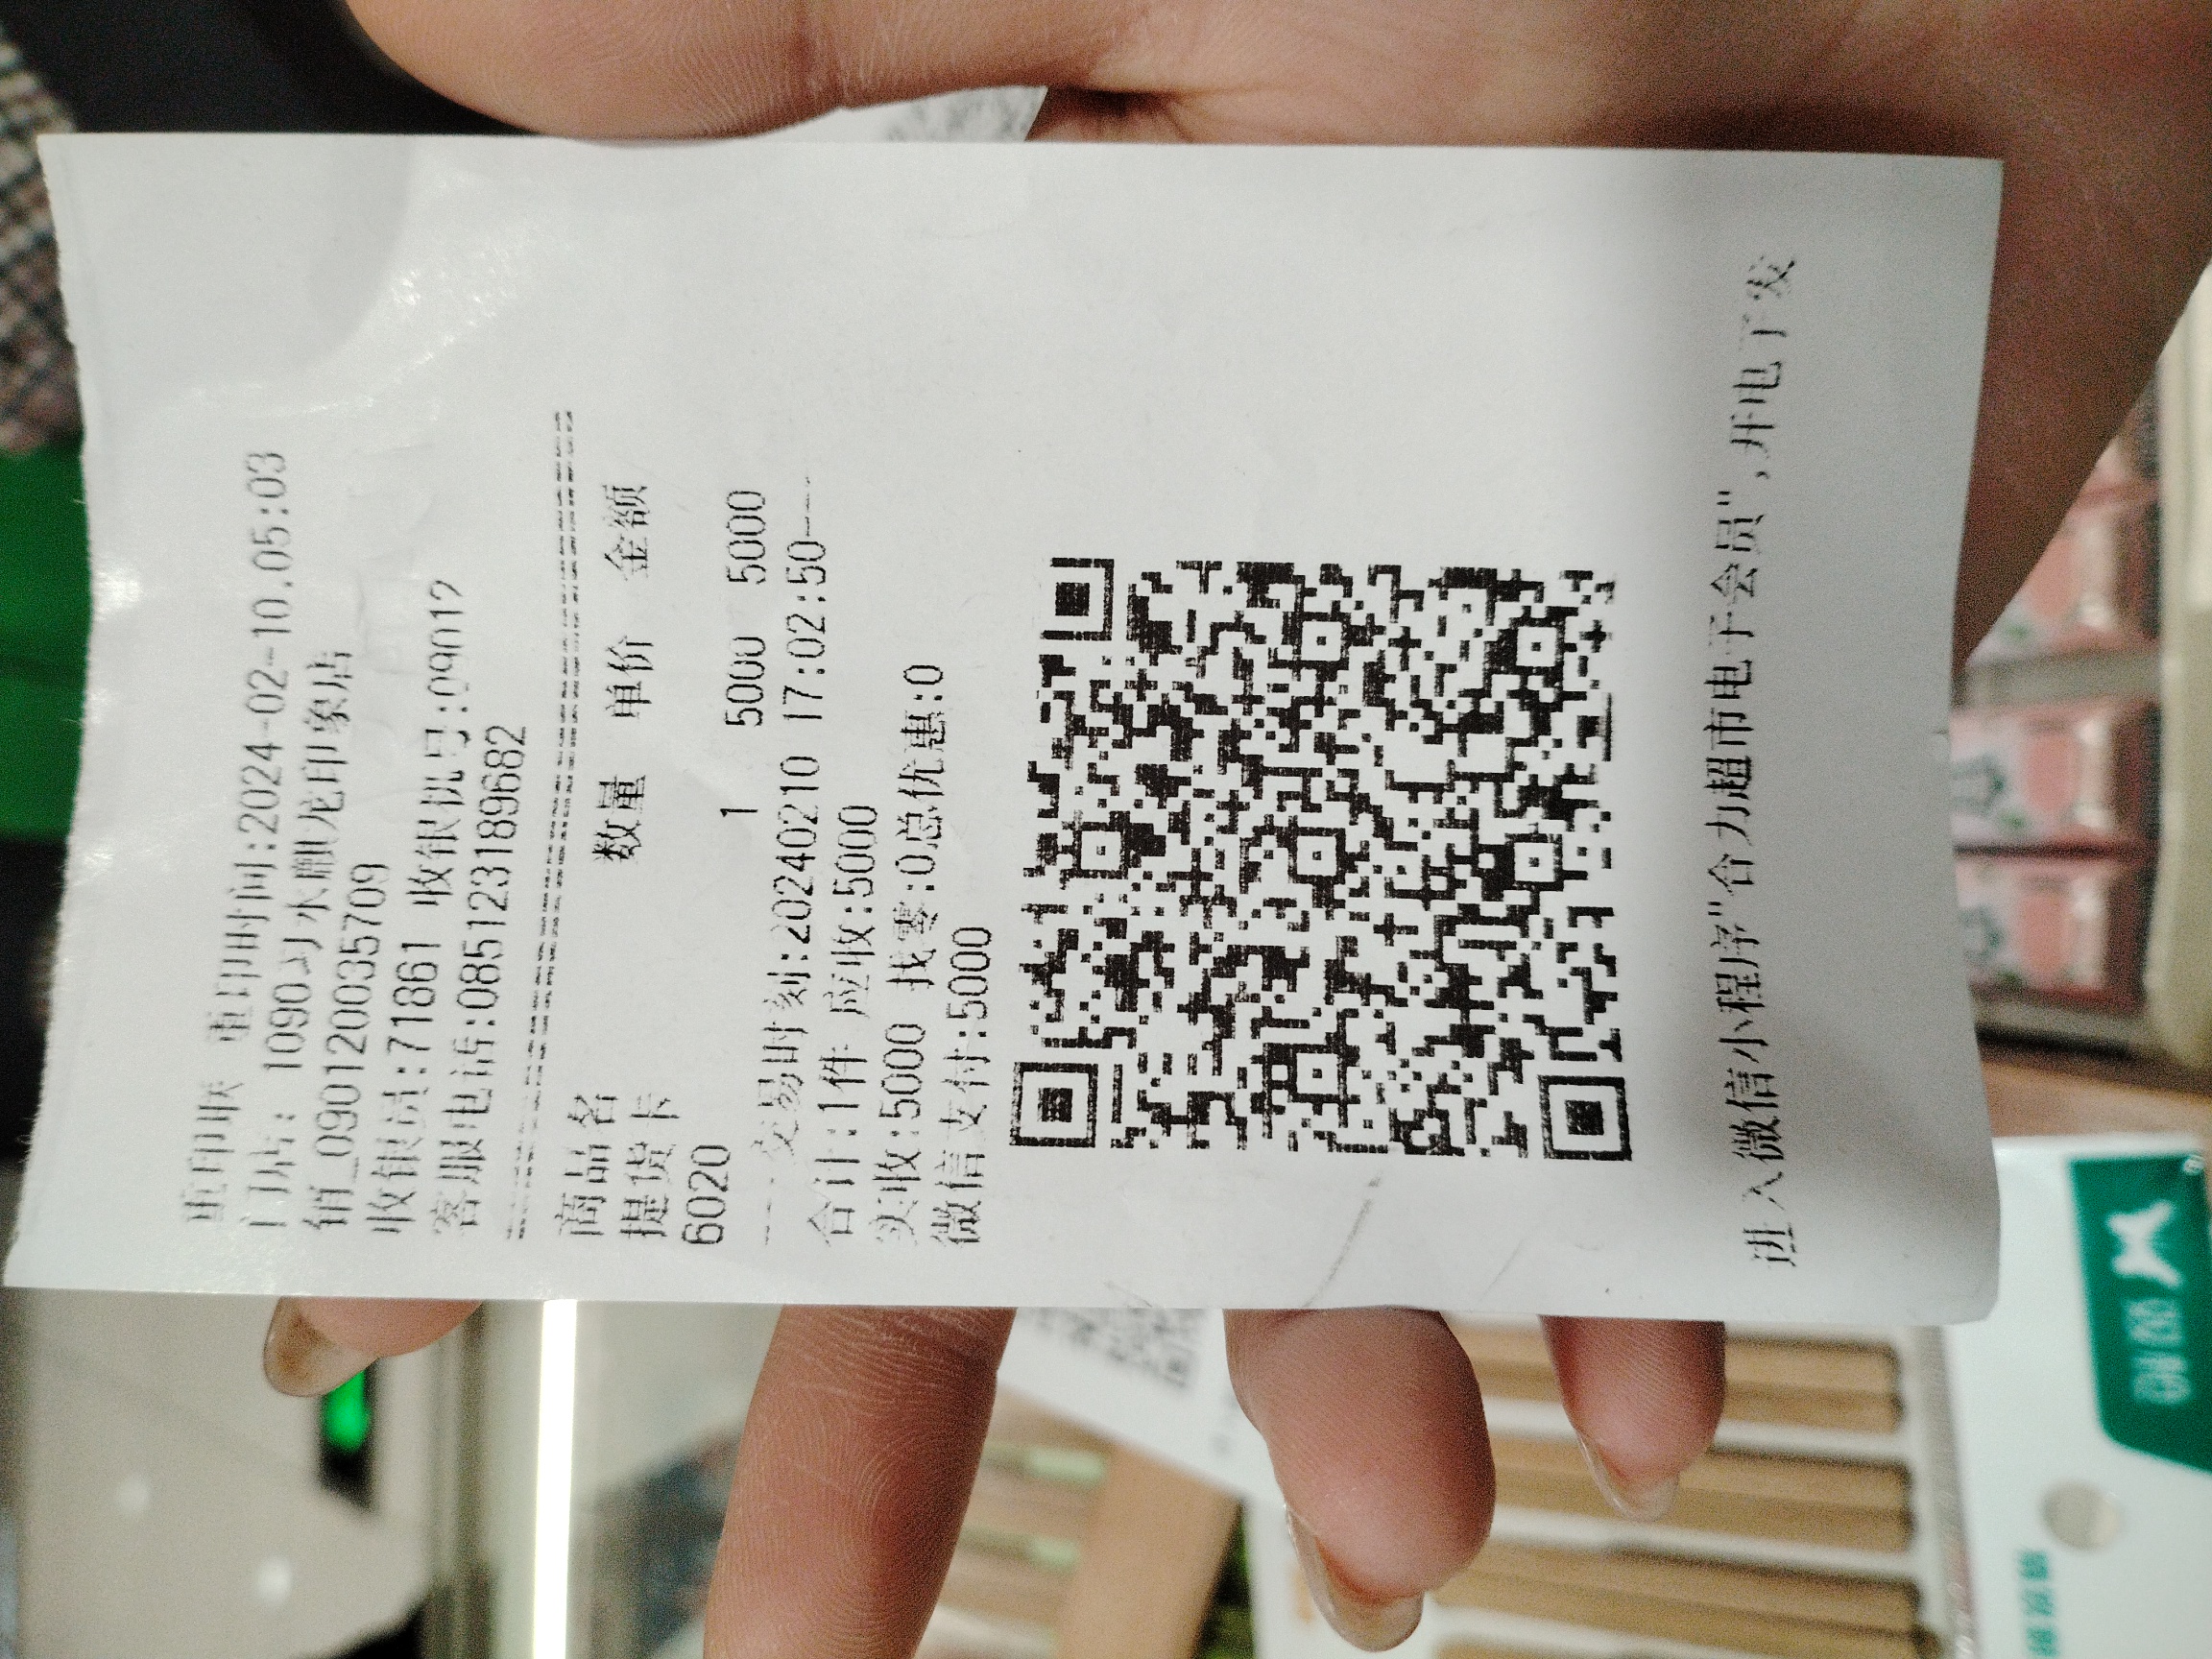 重印联 重印时间:2024-02-10.05:03
门店: 1090习水麒龙印象店
销_0901200035709
收银员:71861 收银机号:09012
客服电话:085123189682
商品名 数量 单价 金额
提货卡
6020 1 5000 5000
---交易时刻:20240210 17:02:50---
合计:1件 应收:5000
实收:5000 找零:0总优惠:0
微信支付:5000
进入微信小程序"合力超市电子会员",开电子发